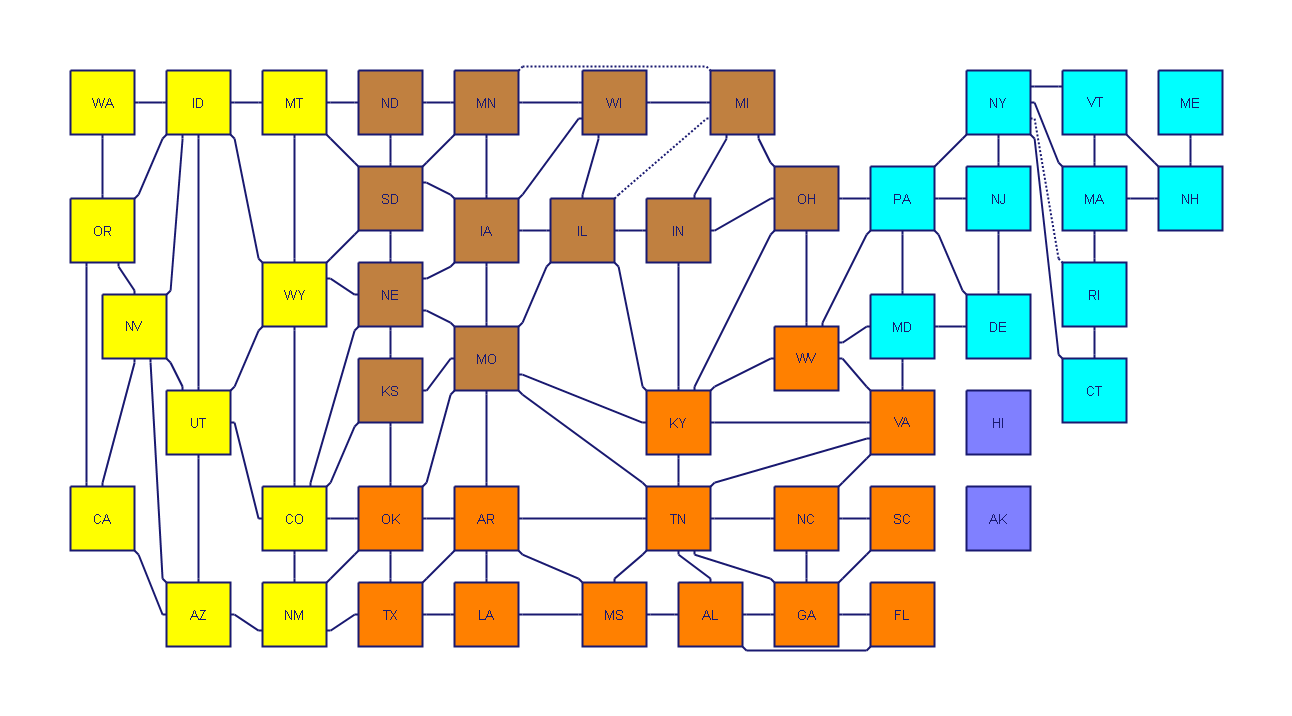 WA ID MT ND MN WI MI NY VT ME
OR SD IA IL IN OH PA NJ MA NH
NV WY NE MO WV MD DE RI
UT KS KY VA HI CT
CA CO OK AR TN NC SC AK
AZ NM TX LA MS AL GA FL